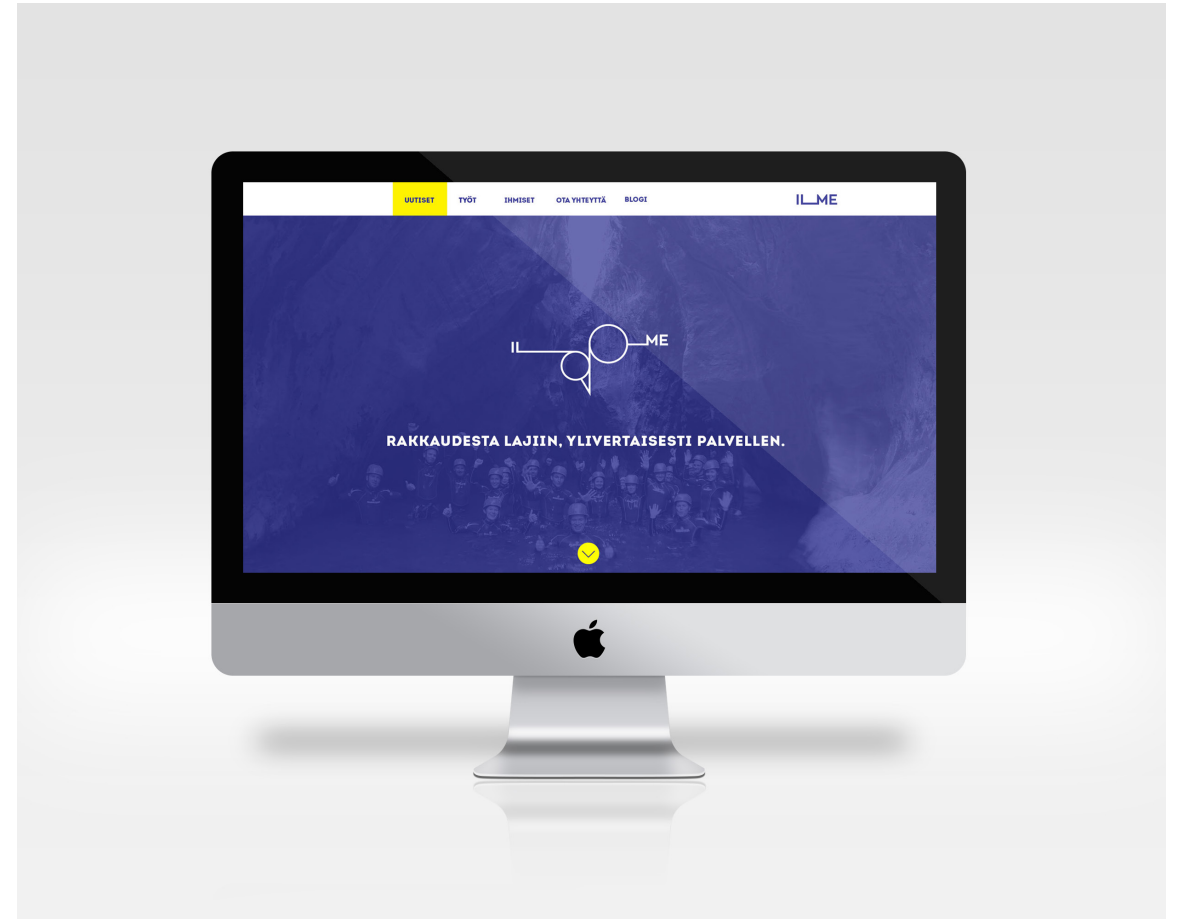 UUTISET TYÖT IHMISET OTA YHTEYTTÄ BLOGI IL_ME
IL ME
RAKKAUDESTA LAJIIN, YLIVERTAISESTI PALVELLEN.